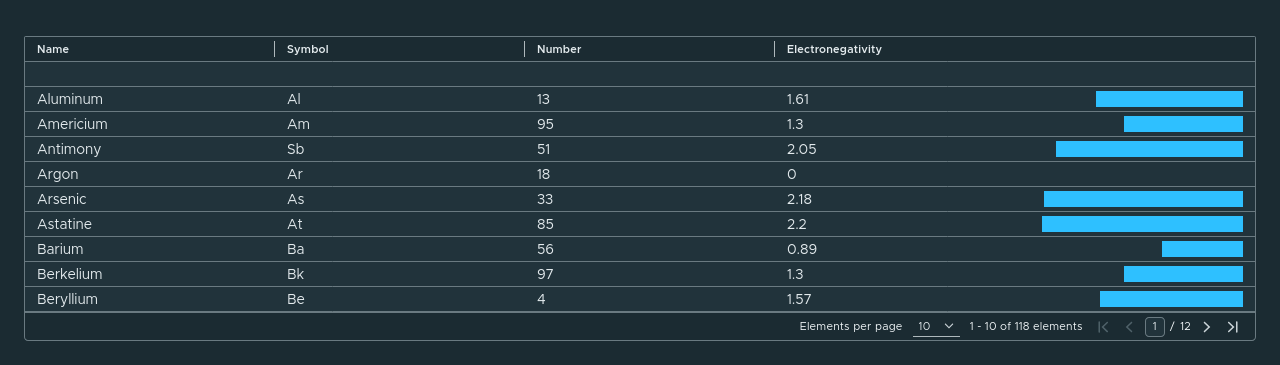 Name Symbol Number Electronegativity
Aluminum Al 13 1.61
Americium Am 95 1.3
Antimony Sb 51 2.05
Argon Ar 18 0
Arsenic As 33 2.18
Astatine At 85 2.2
Barium Ba 56 0.89
Berkelium Bk 97 1.3
Beryllium Be 4 1.57
Elements per page 10 1 - 10 of 118 elements 1 / 12